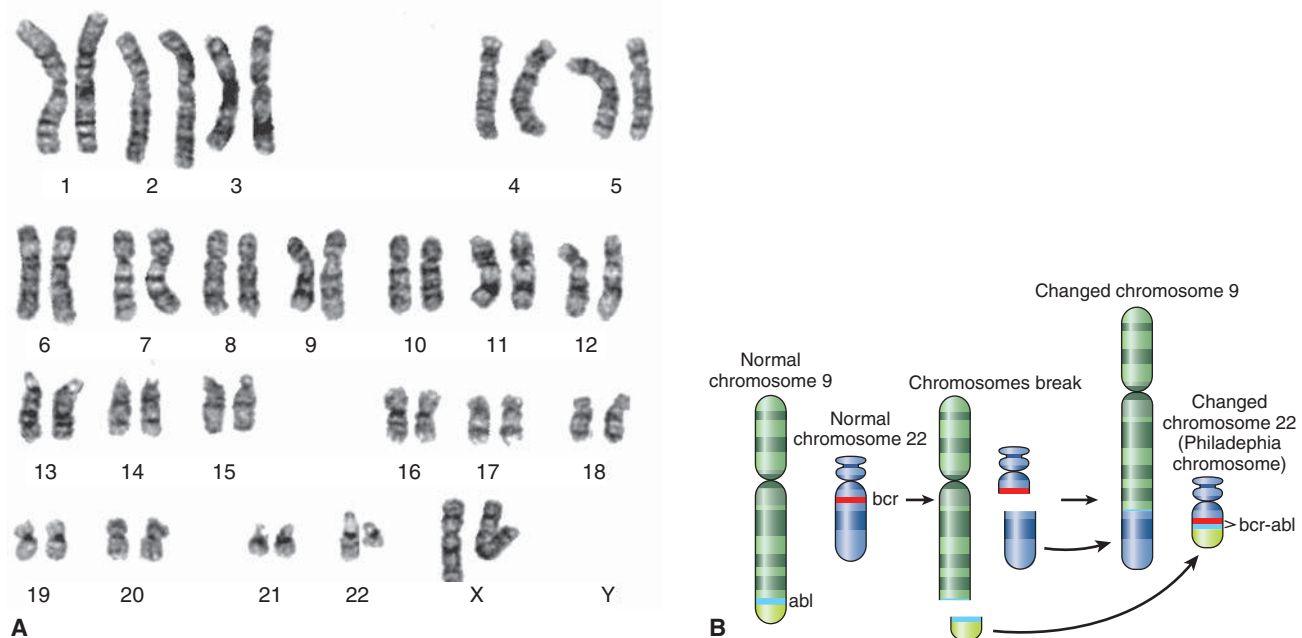 1 2 3 4 5
6 7 8 9 10 11 12
13 14 15 16 17 18
19 20 21 22 X Y
A
Normal
chromosome 9
Normal
chromosome 22
bcr
abl
Chromosomes break
Changed chromosome 9
Changed
chromosome 22
(Philadephia
chromosome)
bcr-abl
B